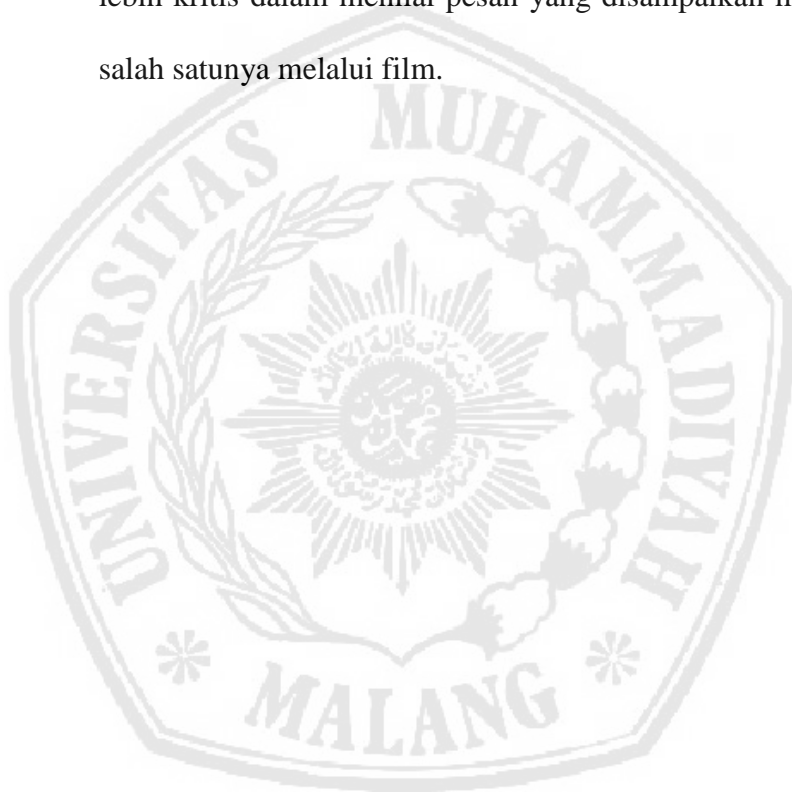 lebih kritis dalam menilai pesan yang disampaikan
salah satunya melalui film.
UNIVERSITAS MUHAMMADIYAH
MALANG